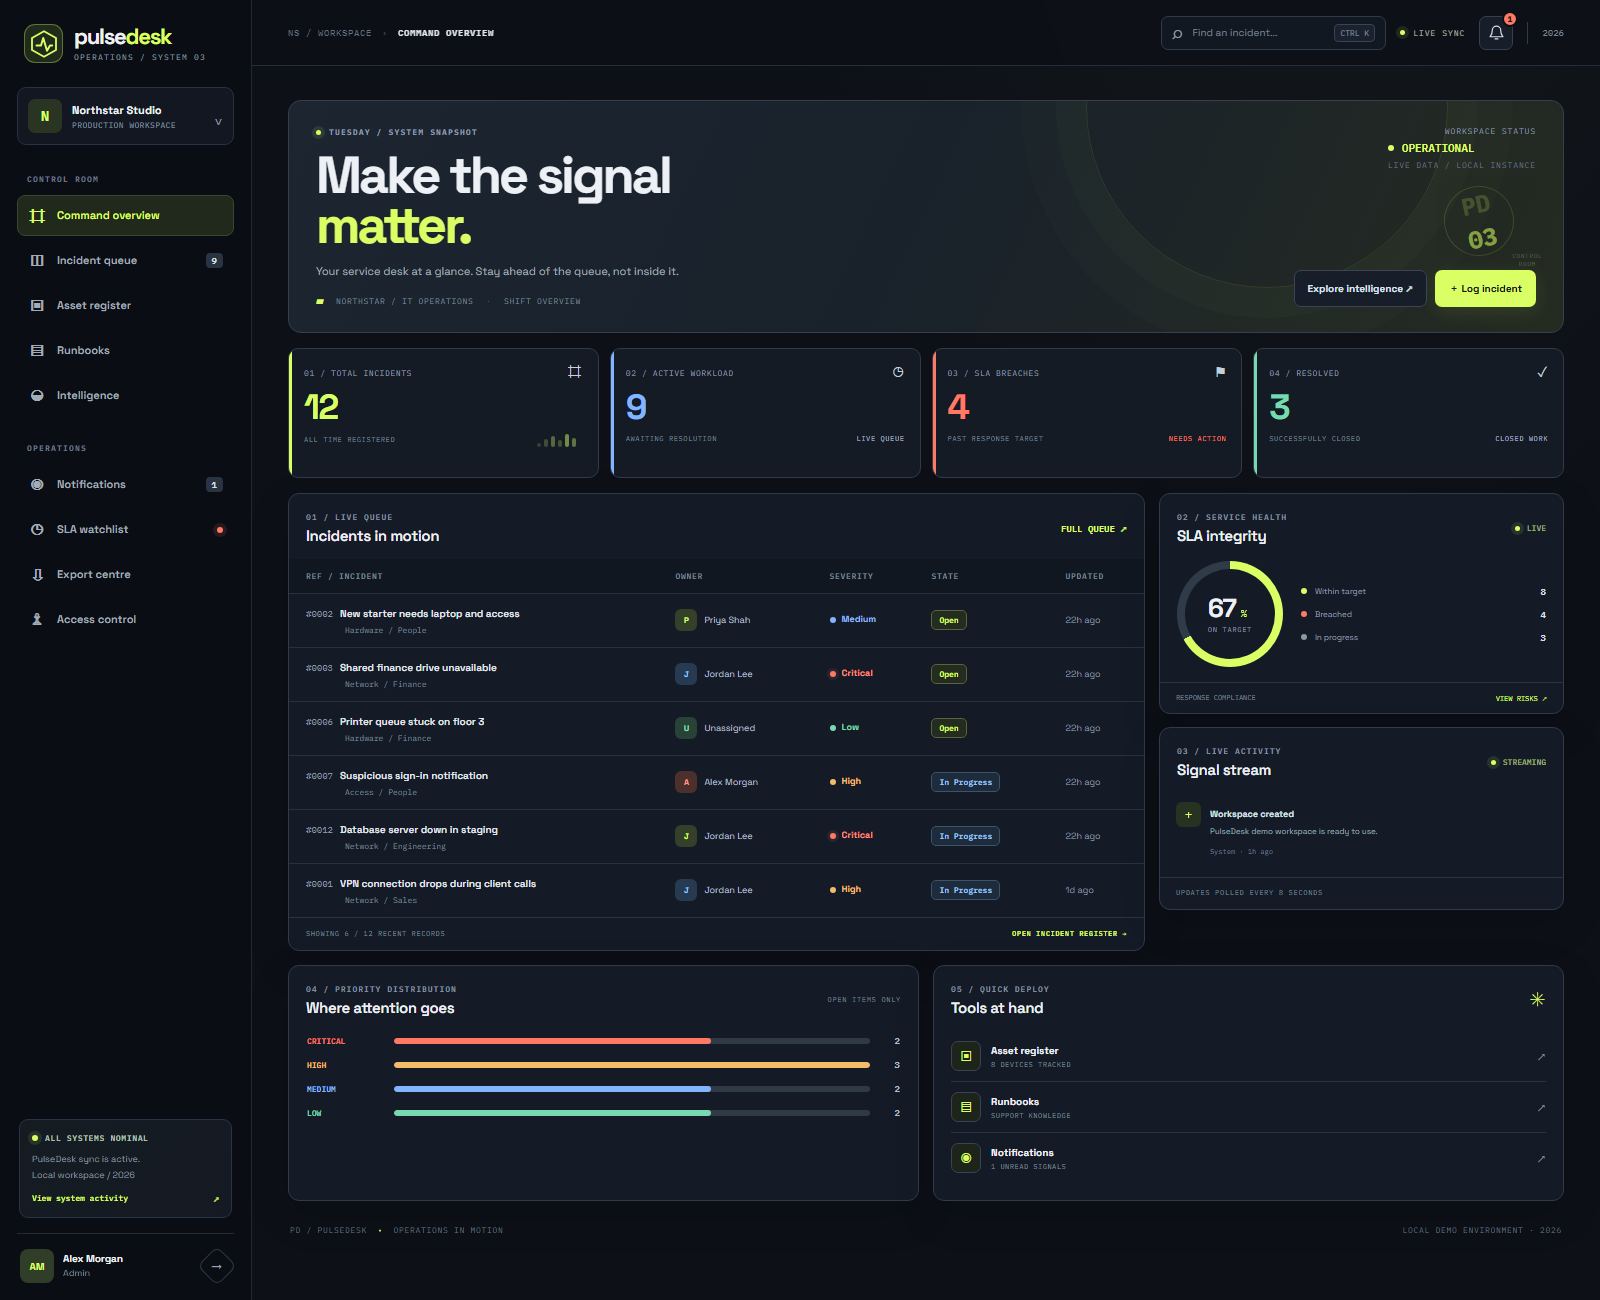 pulsedesk
OPERATIONS / SYSTEM 03
N
Northstar Studio
PRODUCTION WORKSPACE
v
CONTROL ROOM
Command overview
Incident queue
9
Asset register
Runbooks
Intelligence
OPERATIONS
Notifications
1
SLA watchlist
Export centre
Access control
ALL SYSTEMS NOMINAL
PulseDesk sync is active.
Local workspace / 2026
View system activity ↗
AM
Alex Morgan
Admin
→
NS / WORKSPACE › COMMAND OVERVIEW
Find an incident...
CTRL K
LIVE SYNC
1
2026
TUESDAY / SYSTEM SNAPSHOT
Make the signal
matter.
Your service desk at a glance. Stay ahead of the queue, not inside it.
NORTHSTAR / IT OPERATIONS · SHIFT OVERVIEW
WORKSPACE STATUS
OPERATIONAL
LIVE DATA / LOCAL INSTANCE
PD
03
CONTROL
ROOM
Explore intelligence ↗
+ Log incident
01 / TOTAL INCIDENTS
12
ALL TIME REGISTERED
02 / ACTIVE WORKLOAD
9
AWAITING RESOLUTION
LIVE QUEUE
03 / SLA BREACHES
4
PAST RESPONSE TARGET
NEEDS ACTION
04 / RESOLVED
✓
3
SUCCESSFULLY CLOSED
CLOSED WORK
01 / LIVE QUEUE
Incidents in motion
FULL QUEUE ↗
REF / INCIDENT OWNER SEVERITY STATE UPDATED
#0002 New starter needs laptop and access P Priya Shah Medium Open 22h ago
Hardware / People
#0003 Shared finance drive unavailable J Jordan Lee Critical Open 22h ago
Network / Finance
#0006 Printer queue stuck on floor 3 U Unassigned Low Open 22h ago
Hardware / Finance
#0007 Suspicious sign-in notification A Alex Morgan High In Progress 22h ago
Access / People
#0012 Database server down in staging J Jordan Lee Critical In Progress 22h ago
Network / Engineering
#0001 VPN connection drops during client calls J Jordan Lee High In Progress 1d ago
Network / Sales
SHOWING 6 / 12 RECENT RECORDS
OPEN INCIDENT REGISTER →
02 / SERVICE HEALTH
SLA integrity
LIVE
67%
ON TARGET
Within target 8
Breached 4
In progress 3
RESPONSE COMPLIANCE
VIEW RISKS ↗
03 / LIVE ACTIVITY
Signal stream
STREAMING
+
Workspace created
PulseDesk demo workspace is ready to use.
System · 1h ago
UPDATES POLLED EVERY 8 SECONDS
04 / PRIORITY DISTRIBUTION
Where attention goes
OPEN ITEMS ONLY
CRITICAL 2
HIGH 3
MEDIUM 2
LOW 2
05 / QUICK DEPLOY
Tools at hand
Asset register
8 DEVICES TRACKED
↗
Runbooks
SUPPORT KNOWLEDGE
↗
Notifications
1 UNREAD SIGNALS
↗
PD / PULSEDESK • OPERATIONS IN MOTION
LOCAL DEMO ENVIRONMENT · 2026